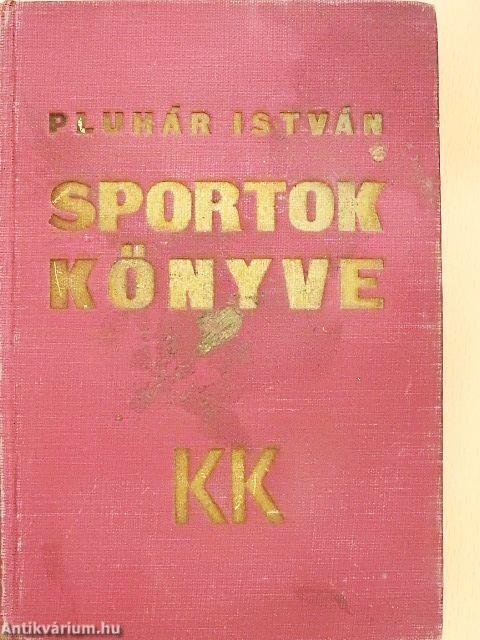 PLUHÁR ISTVÁN
SPORTOK
KÖNYVE
KK
Antikvárium.hu